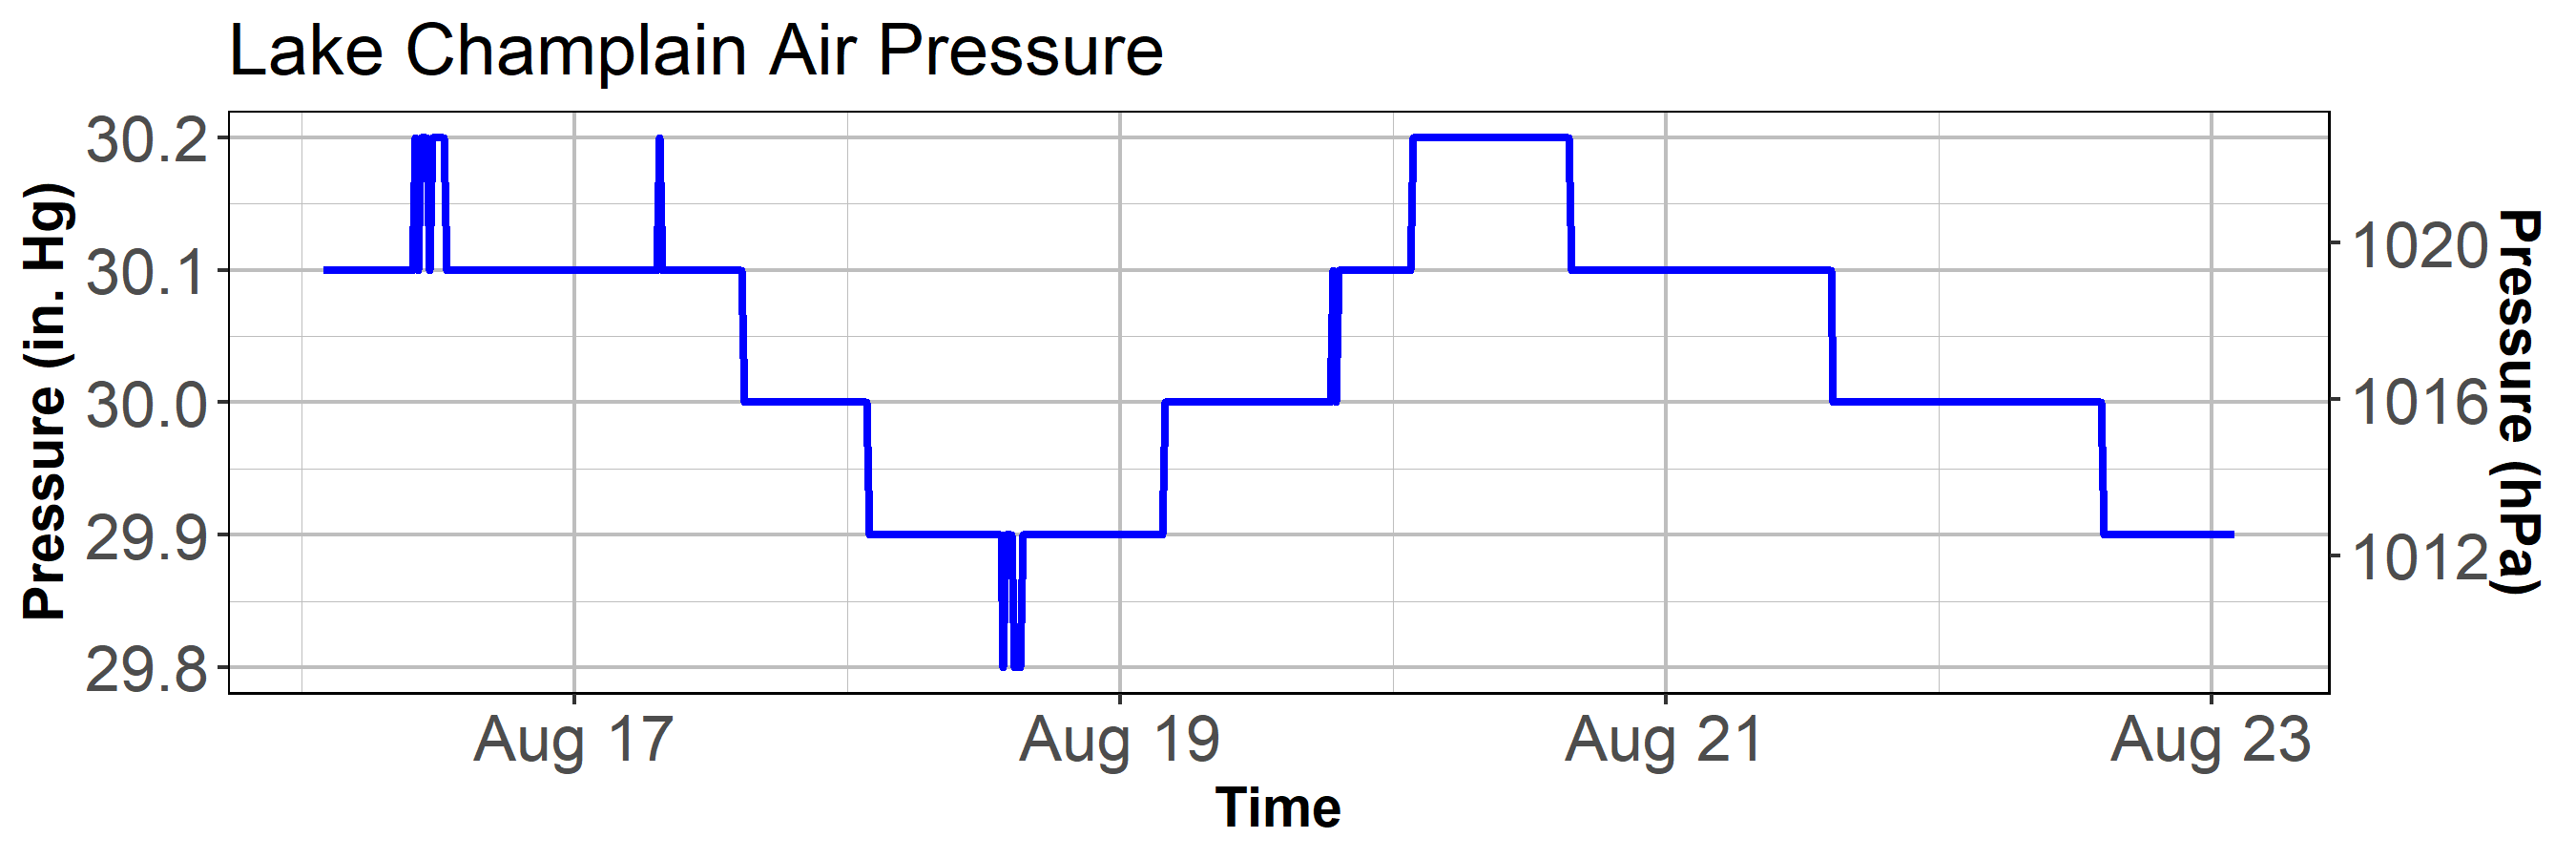 Lake Champlain Air Pressure
Pressure (in. Hg)
30.2
30.1
30.0
29.9
29.8
1020
1016
1012
Pressure (hPa)
Aug 17
Aug 19
Aug 21
Aug 23
Time